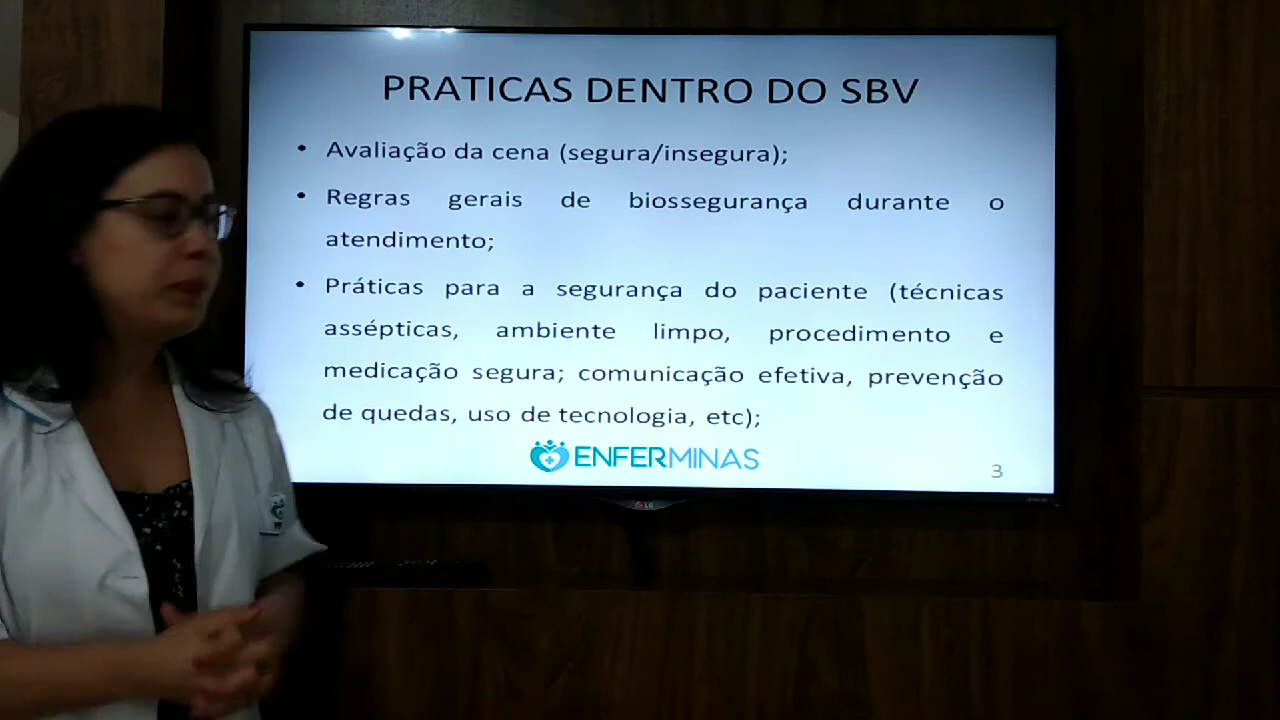 PRATICAS DENTRO DO SBV
• Avaliação da cena (segura/insegura);
• Regras gerais de biossegurança durante o
atendimento;
• Práticas para a segurança do paciente (técnicas
assépticas, ambiente limpo, procedimento e
medicação segura; comunicação efetiva, prevenção
de quedas, uso de tecnologia, etc);
ENFERMINAS
3
LG